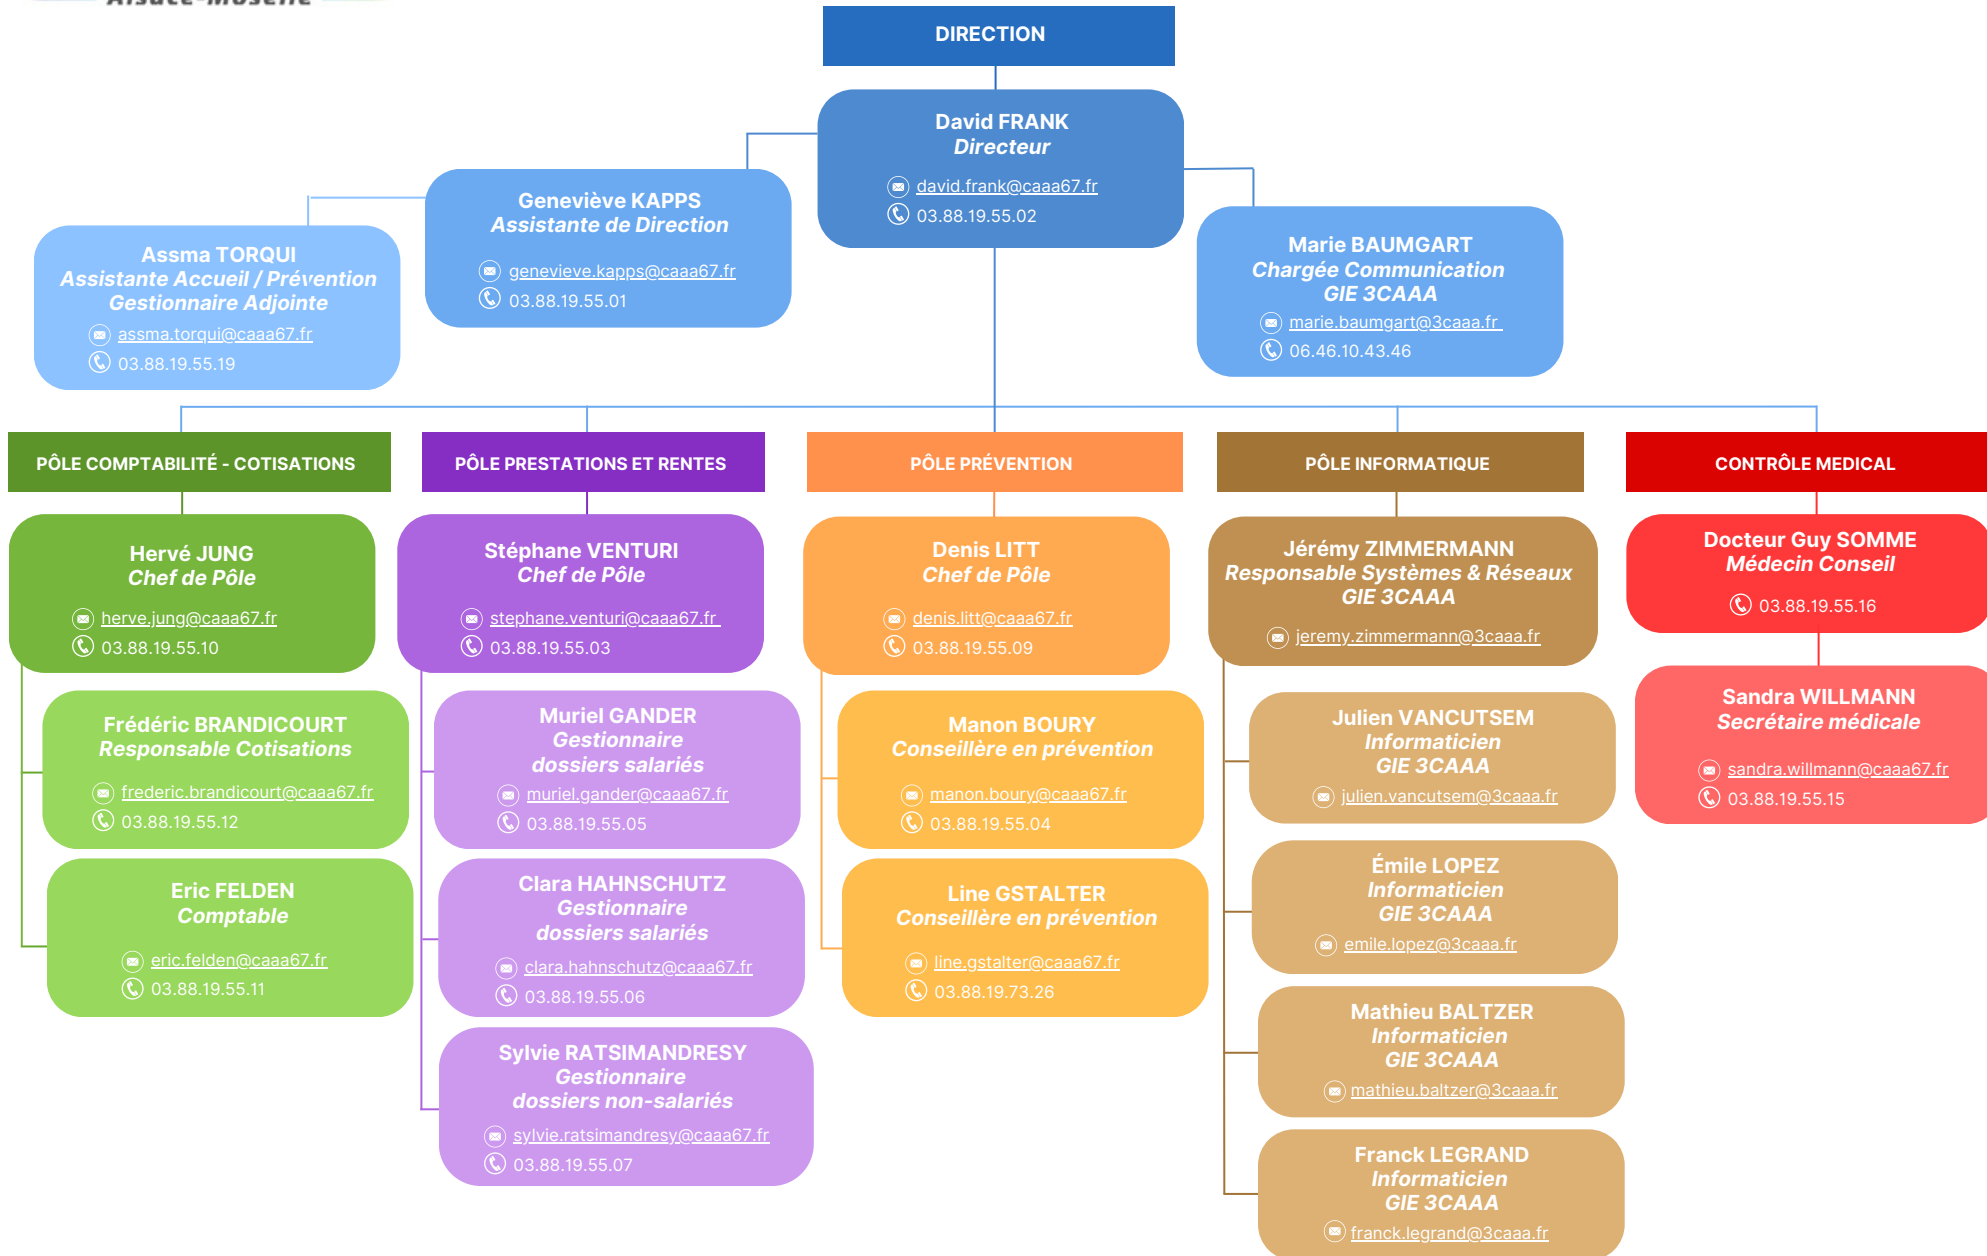 Alsace-Moselle
DIRECTION
David FRANK
Directeur
david.frank@caaa67.fr
03.88.19.55.02
Geneviève KAPPS
Assistante de Direction
genevieve.kapps@caaa67.fr
03.88.19.55.01
Assma TORQUI
Assistante Accueil / Prévention
Gestionnaire Adjointe
assma.torqui@caaa67.fr
03.88.19.55.19
Marie BAUMGART
Chargée Communication
GIE 3CAAA
marie.baumgart@3caaa.fr
06.46.10.43.46
PÔLE COMPTABILITÉ - COTISATIONS
Hervé JUNG
Chef de Pôle
herve.jung@caaa67.fr
03.88.19.55.10
Frédéric BRANDICOURT
Responsable Cotisations
frederic.brandicourt@caaa67.fr
03.88.19.55.12
Eric FELDEN
Comptable
eric.felden@caaa67.fr
03.88.19.55.11
PÔLE PRESTATIONS ET RENTES
Stéphane VENTURI
Chef de Pôle
stephane.venturi@caaa67.fr
03.88.19.55.03
Muriel GANDER
Gestionnaire
dossiers salariés
muriel.gander@caaa67.fr
03.88.19.55.05
Clara HAHNSCHUTZ
Gestionnaire
dossiers salariés
clara.hahnschutz@caaa67.fr
03.88.19.55.06
Sylvie RATSIMANDRESY
Gestionnaire
dossiers non-salariés
sylvie.ratsimandresy@caaa67.fr
03.88.19.55.07
PÔLE PRÉVENTION
Denis LITT
Chef de Pôle
denis.litt@caaa67.fr
03.88.19.55.09
Manon BOURY
Conseillère en prévention
manon.boury@caaa67.fr
03.88.19.55.04
Line GSTALTER
Conseillère en prévention
line.gstalter@caaa67.fr
03.88.19.73.26
PÔLE INFORMATIQUE
Jérémy ZIMMERMANN
Responsable Systèmes & Réseaux
GIE 3CAAA
jeremy.zimmermann@3caaa.fr
Julien VANCUTSEM
Informaticien
GIE 3CAAA
julien.vancutsem@3caaa.fr
Émile LOPEZ
Informaticien
GIE 3CAAA
emile.lopez@3caaa.fr
Mathieu BALTZER
Informaticien
GIE 3CAAA
mathieu.baltzer@3caaa.fr
Franck LEGRAND
Informaticien
GIE 3CAAA
franck.legrand@3caaa.fr
CONTRÔLE MEDICAL
Docteur Guy SOMME
Médecin Conseil
03.88.19.55.16
Sandra WILLMANN
Secrétaire médicale
sandra.willmann@caaa67.fr
03.88.19.55.15